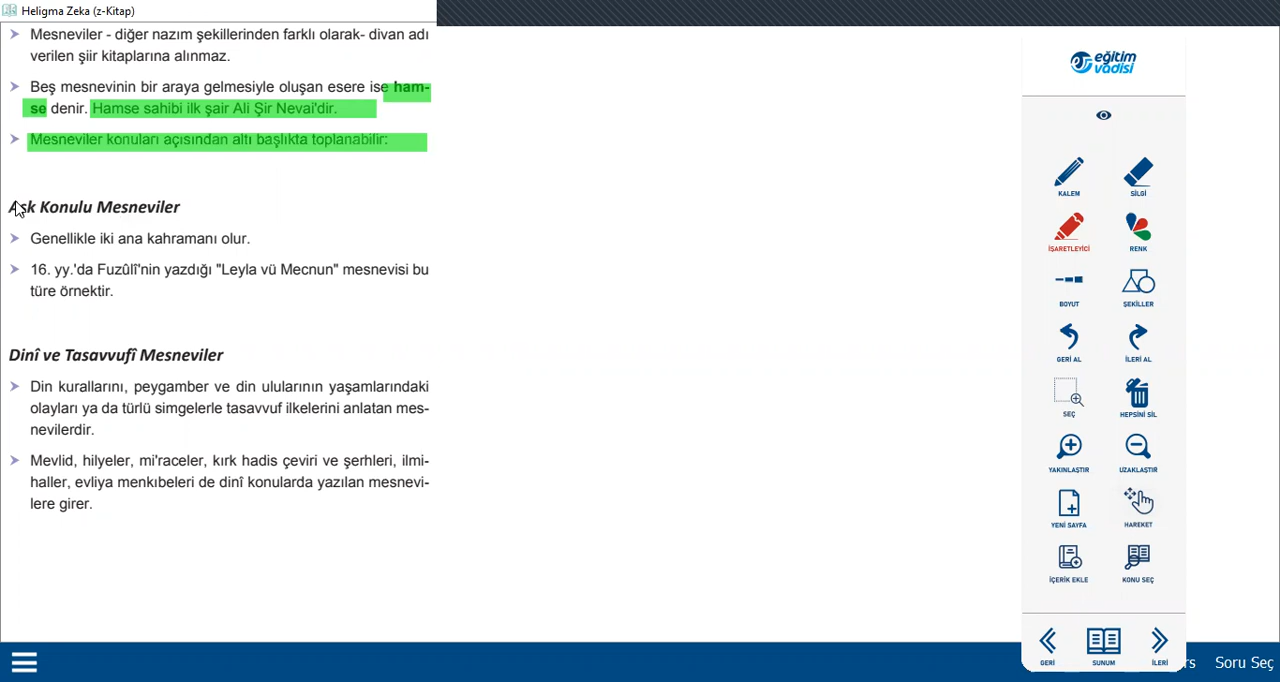 Heligma Zeka (z-Kitap)
Mesneviler - diğer nazım şekillerinden farklı olarak- divan adı
verilen şiir kitaplarına alınmaz.
Beş mesnevinin bir araya gelmesiyle oluşan esere ise ham-
se denir. Hamse sahibi ilk şair Ali Şir Nevai'dir.
Mesneviler konuları açısından altı başlıkta toplanabilir:
Aşk Konulu Mesneviler
Genellikle iki ana kahramanı olur.
16. yy.'da Fuzûlî'nin yazdığı "Leyla vü Mecnun" mesnevisi bu
türe örnektir.
Dinî ve Tasavvufî Mesneviler
Din kurallarını, peygamber ve din ulularının yaşamlarındaki
olayları ya da türlü simgelerle tasavvuf ilkelerini anlatan mes-
nevilerdir.
Mevlid, hilyeler, mi'raceler, kırk hadis çeviri ve şerhleri, ilmi-
haller, evliya menkıbeleri de dinî konularda yazılan mesnevi-
lere girer.
eğitim
vadisi
KALEM SİLGİ
İŞARETLEYİCİ RENK
BOYUT ŞEKİLLER
GERİ AL İLERİ AL
SEÇ HEPSİNİ SİL
YAKINLAŞTIR UZAKLAŞTIR
YENİ SAYFA HAREKET
İÇERİK EKLE KONU SEÇ
GERİ SUNUM İLERİ
rs Soru Seç